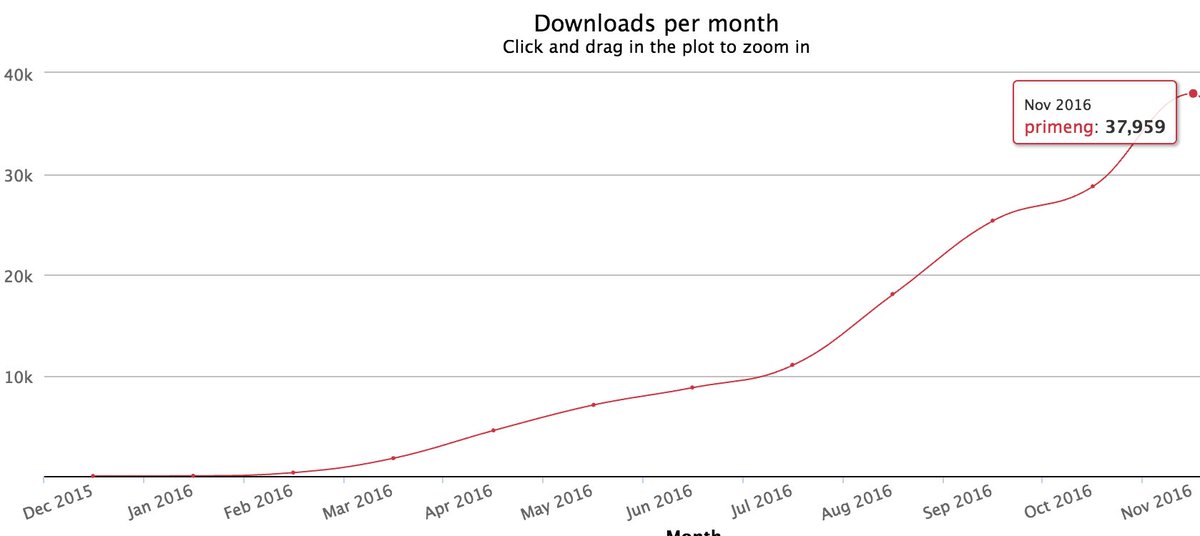 Downloads per month
Click and drag in the plot to zoom in
40k
30k
20k
10k
Nov 2016
primeng: 37,959
Dec 2015
Jan 2016
Feb 2016
Mar 2016
Apr 2016
May 2016
Jun 2016
Jul 2016
Aug 2016
Sep 2016
Oct 2016
Nov 2016
Month